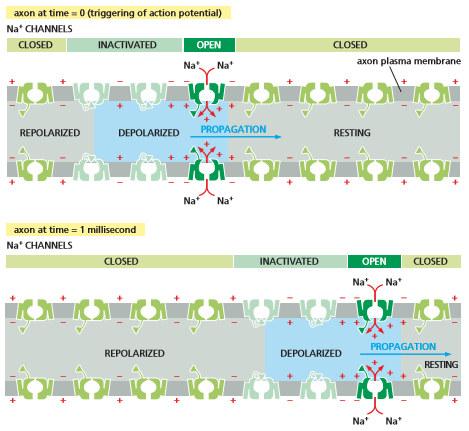 axon at time = 0 (triggering of action potential)
Na⁺ CHANNELS
CLOSED INACTIVATED OPEN CLOSED
Na⁺ Na⁺
axon plasma membrane
REPOLARIZED DEPOLARIZED PROPAGATION RESTING
Na⁺ Na⁺
axon at time = 1 millisecond
Na⁺ CHANNELS
CLOSED INACTIVATED OPEN CLOSED
Na⁺ Na⁺
REPOLARIZED DEPOLARIZED PROPAGATION
RESTING
Na⁺ Na⁺